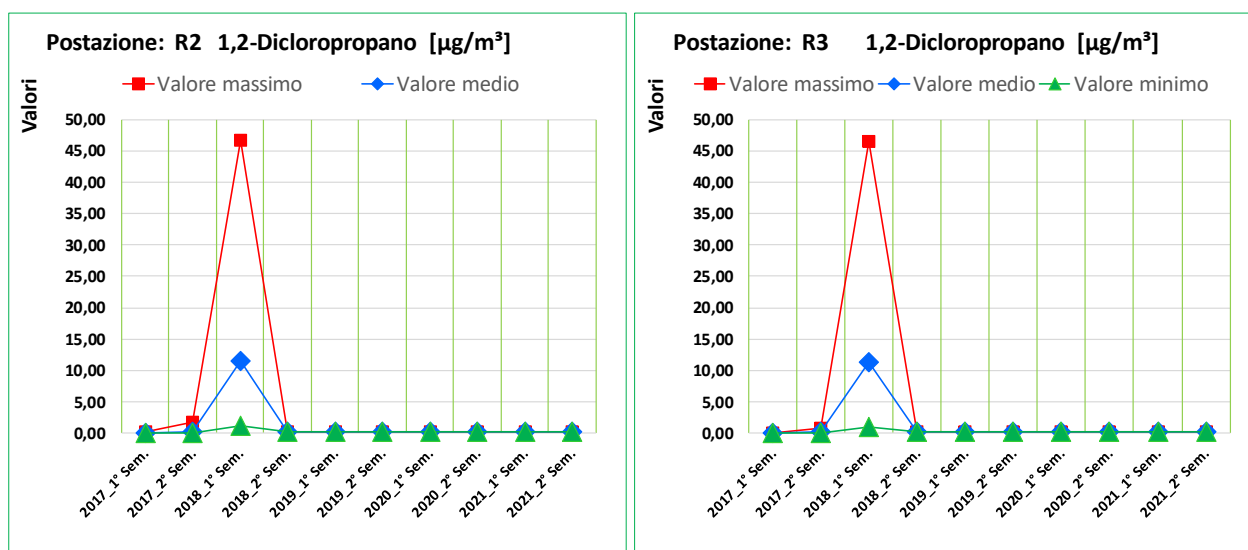 Postazione: R2 1,2-Dicloropropano [µg/m³]
Valore massimo Valore medio
Valori
50,00
45,00
40,00
35,00
30,00
25,00
20,00
15,00
10,00
5,00
0,00
2017_1° Sem.
2017_2° Sem.
2018_1° Sem.
2018_2° Sem.
2019_1° Sem.
2019_2° Sem.
2020_1° Sem.
2020_2° Sem.
2021_1° Sem.
2021_2° Sem.
Postazione: R3 1,2-Dicloropropano [µg/m³]
Valore massimo Valore medio Valore minimo
Valori
50,00
45,00
40,00
35,00
30,00
25,00
20,00
15,00
10,00
5,00
0,00
2017_1° Sem.
2017_2° Sem.
2018_1° Sem.
2018_2° Sem.
2019_1° Sem.
2019_2° Sem.
2020_1° Sem.
2020_2° Sem.
2021_1° Sem.
2021_2° Sem.